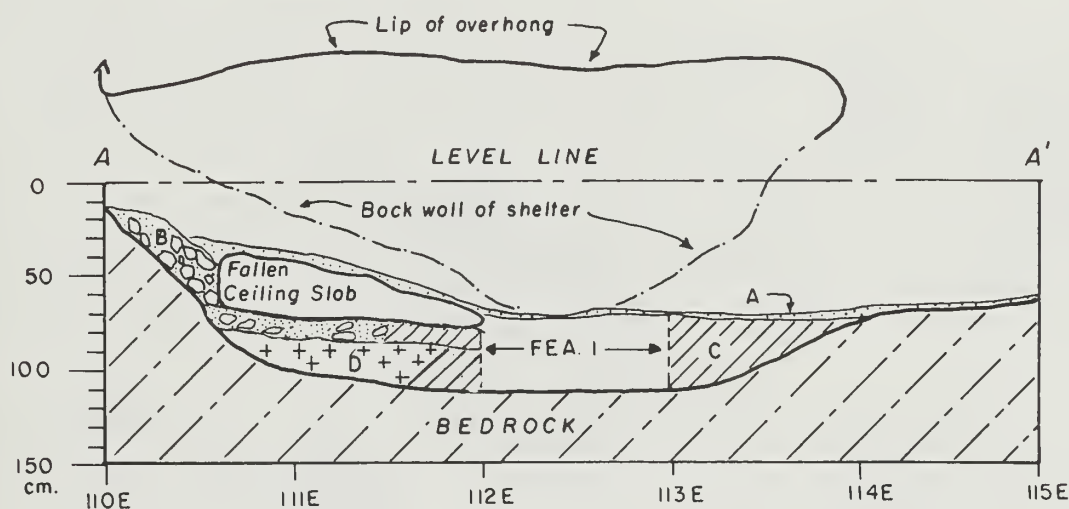 Lip of overhong
A LEVEL LINE A'
0
Bock woll of shelter
B
Fallen
Ceiling Slob
50
A
FEA. 1
C
D
100
BEDROCK
150
cm.
110E 111E 112E 113E 114E 115E